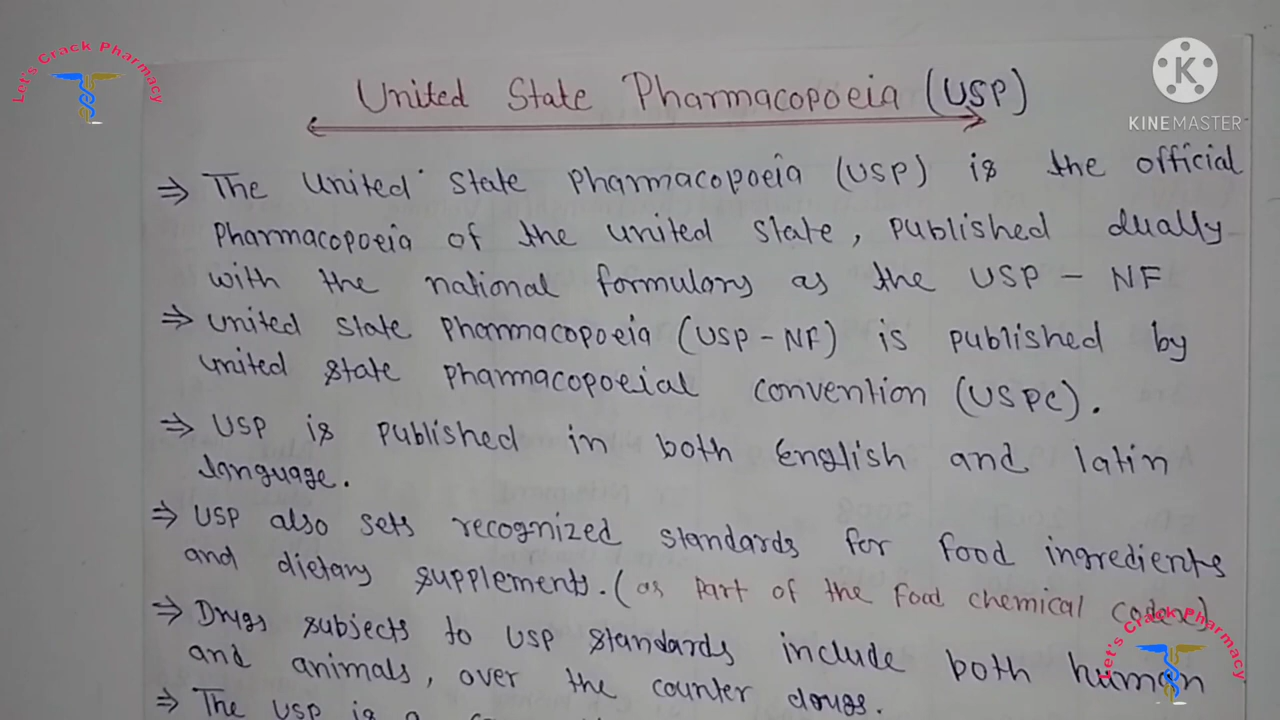 Let's Crack Pharmacy
KINEMASTER
United State Pharmacopoeia (USP)
⇒ The United State Pharmacopoeia (USP) is the official
Pharmacopoeia of the united state, published dually
with the national formulary as the USP - NF
⇒ United state Pharmacopoeia (USP-NF) is published by
united state pharmacopoeial convention (USPC).
⇒ USP is published in both English and latin
language.
⇒ USP also sets recognized standards for food ingredients
and dietary supplements. (as part of the food chemical codex)
⇒ Drugs subjects to USP standards include both human
and animals, over the counter drugs.
⇒ The USP is a
Let's Crack Pharmacy